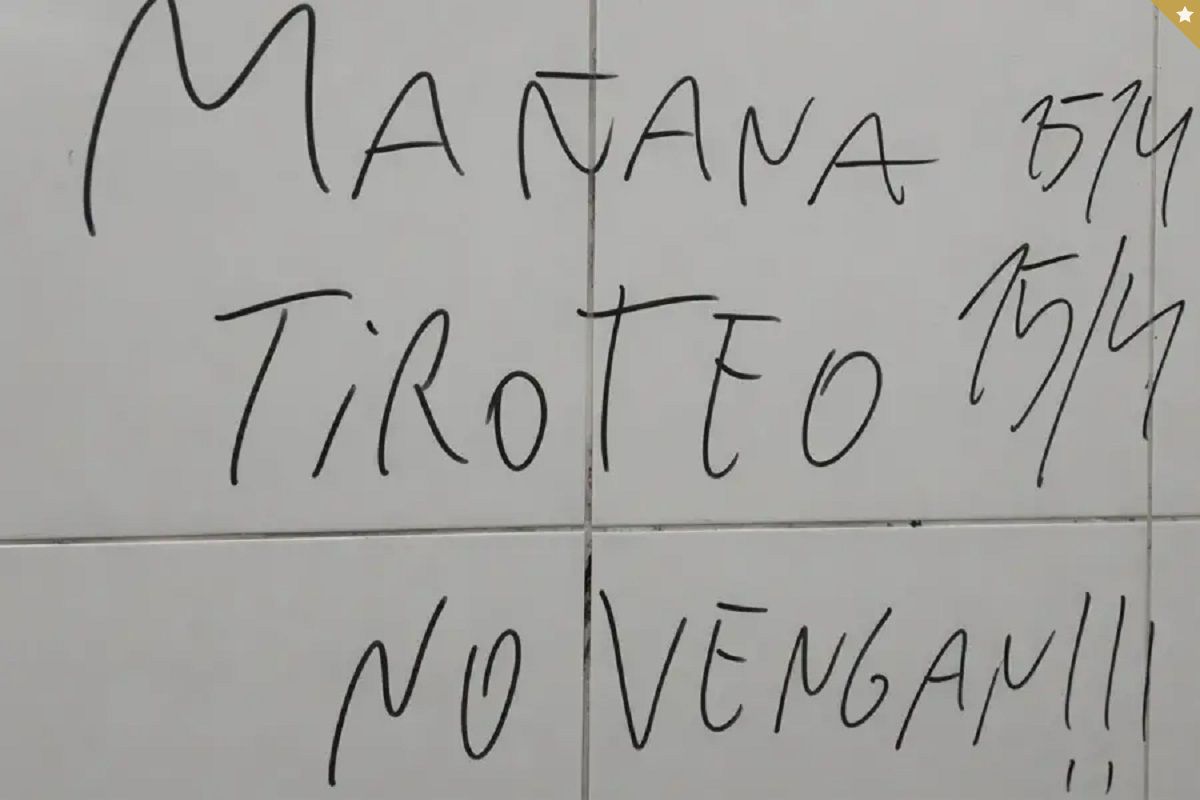 MAÑANA 15/4
TiROTEO 15/4
NO VENGAN!!!